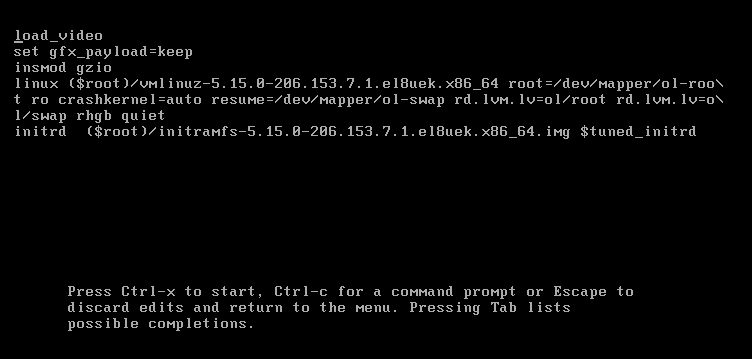 load_video
set gfx_payload=keep
insmod gzio
linux ($root)/vmlinuz-5.15.0-206.153.7.1.el8uek.x86_64 root=/dev/mapper/ol-roo\
t ro crashkernel=auto resume=/dev/mapper/ol-swap rd.lvm.lv=ol/root rd.lvm.lv=o\
l/swap rhgb quiet
initrd  ($root)/initramfs-5.15.0-206.153.7.1.el8uek.x86_64.img $tuned_initrd
Press Ctrl-x to start, Ctrl-c for a command prompt or Escape to
discard edits and return to the menu. Pressing Tab lists
possible completions.